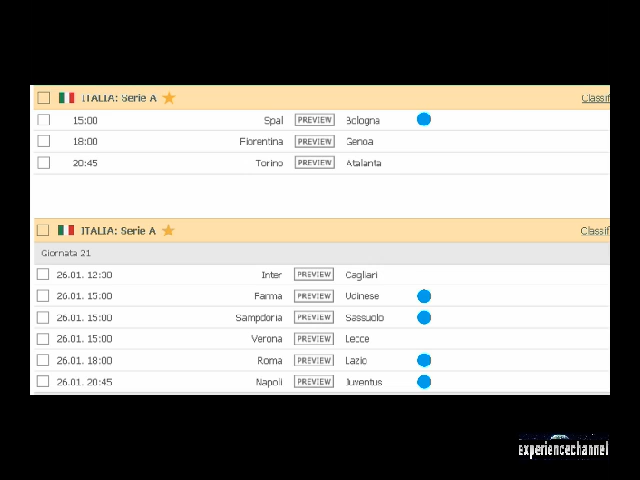 ITALIA: Serie A Classif
15:00 Spal PREVIEW Bologna
18:00 Fiorentina PREVIEW Genoa
20:45 Torino PREVIEW Atalanta
ITALIA: Serie A Classif
Giornata 21
26.01. 12:30 Inter PREVIEW Cagliari
26.01. 15:00 Parma PREVIEW Udinese
26.01. 15:00 Sampdoria PREVIEW Sassuolo
26.01. 15:00 Verona PREVIEW Lecce
26.01. 18:00 Roma PREVIEW Lazio
26.01. 20:45 Napoli PREVIEW Juventus
experiencechannel